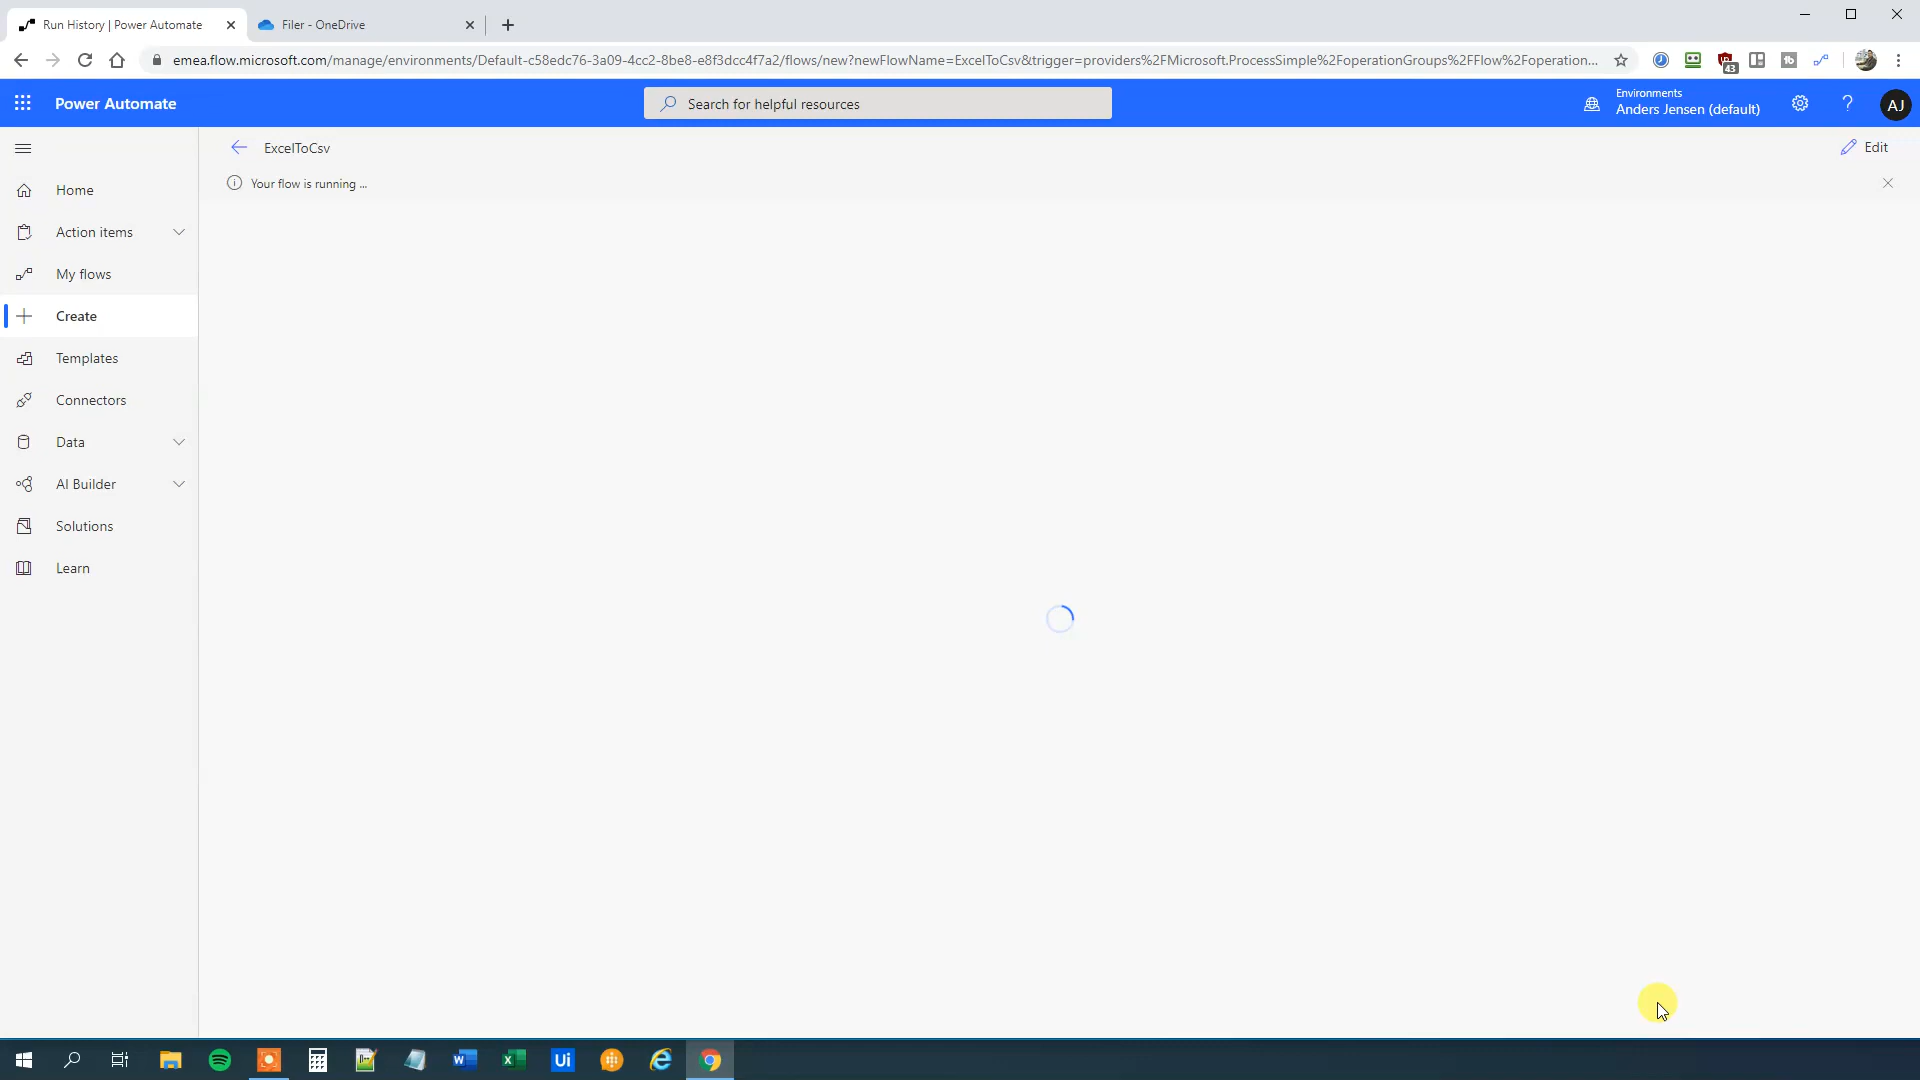 Run History | Power Automate
Filer - OneDrive
emea.flow.microsoft.com/manage/environments/Default-c58edc76-3a09-4cc2-8be8-e8f3dcc4f7a2/flows/new?newFlowName=ExcelToCsv&trigger=providers%2FMicrosoft.ProcessSimple%2FoperationGroups%2FFlow%2Foperation...
43
Power Automate
Search for helpful resources
Environments
Anders Jensen (default)
?
AJ
ExcelToCsv
Edit
Your flow is running ...
Home
Action items
My flows
Create
Templates
Connectors
Data
AI Builder
Solutions
Learn
Ui